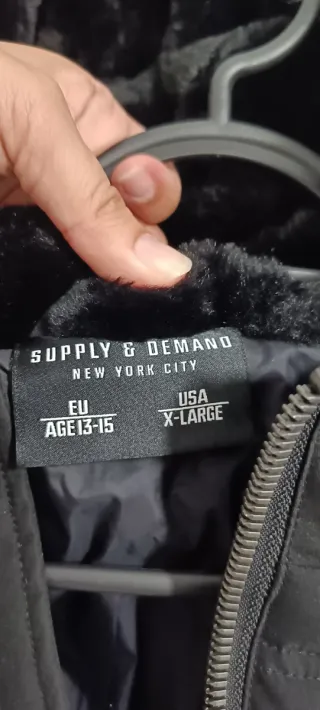 SUPPLY & DEMAND
NEW YORK CITY
EU USA
AGE 13-15 X-LARGE